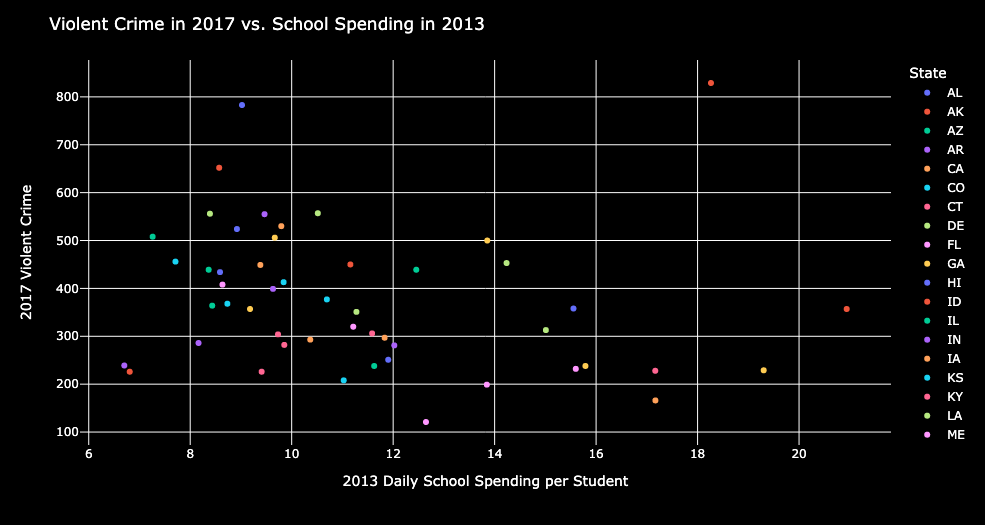 Violent Crime in 2017 vs. School Spending in 2013
State
AL
AK
AZ
AR
CA
CO
CT
DE
FL
GA
HI
ID
IL
IN
IA
KS
KY
LA
ME
2017 Violent Crime
800
700
600
500
400
300
200
100
6 8 10 12 14 16 18 20
2013 Daily School Spending per Student